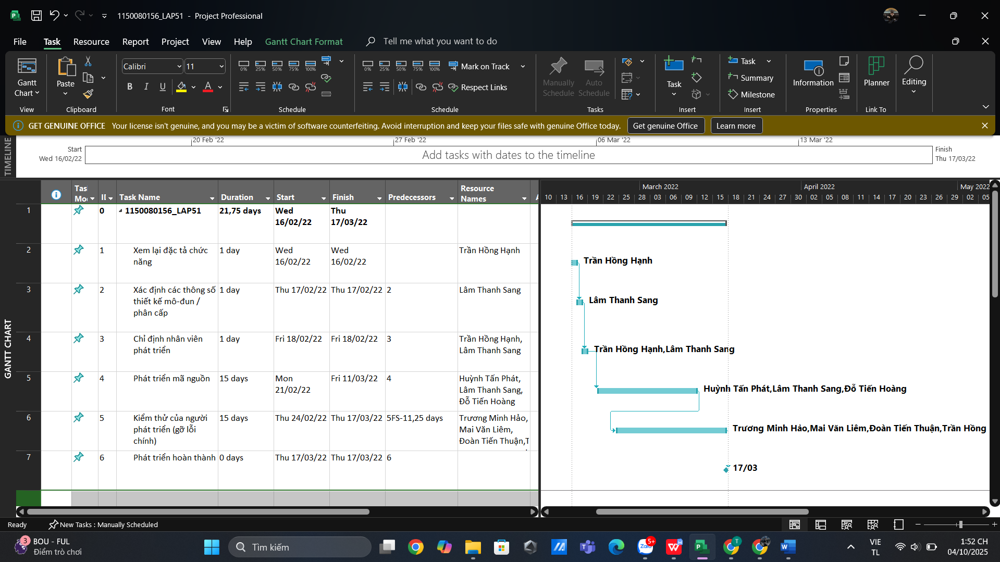 1150080156_LAP51 - Project Professional
File Task Resource Report Project View Help Gantt Chart Format Tell me what you want to do
Gantt Chart
View
Paste
Clipboard
Calibri 11
B I U A
Font
0% 25% 50% 75% 100%
Schedule
0% 25% 50% 75% 100% Mark on Track
Respect Links
Schedule
Manually Schedule
Auto Schedule
Tasks
Task
Insert
Task
Summary
Milestone
Insert
Information
Properties
Planner
Link To
Editing
GET GENUINE OFFICE Your license isn't genuine, and you may be a victim of software counterfeiting. Avoid interruption and keep your files safe with genuine Office today. Get genuine Office Learn more
TIMELINE
20 Feb '22 27 Feb '22 06 Mar '22 13 Mar '22
Start
Wed 16/02/22
Add tasks with dates to the timeline
Finish
Thu 17/03/22
GANTT CHART
Task Name Duration Start Finish Predecessors Resource Names
March 2022 April 2022 May 2022
10 13 16 19 22 25 28 03 06 09 12 15 18 21 24 27 30 02 05 08 11 14 17 20 23 26 29 02 05
1 0 1150080156_LAP51 21,75 days Wed 16/02/22 Thu 17/03/22
2 1 Xem lại đặc tả chức năng 1 day Wed 16/02/22 Wed 16/02/22 Trần Hồng Hạnh
3 2 Xác định các thông số thiết kế mô-đun / phân cấp 1 day Thu 17/02/22 Thu 17/02/22 2 Lâm Thanh Sang
4 3 Chỉ định nhân viên phát triển 1 day Fri 18/02/22 Fri 18/02/22 3 Trần Hồng Hạnh, Lâm Thanh Sang
5 4 Phát triển mã nguồn 15 days Mon 21/02/22 Fri 11/03/22 4 Huỳnh Tấn Phát, Lâm Thanh Sang, Đỗ Tiến Hoàng
6 5 Kiểm thử của người phát triển (gỡ lỗi chính) 15 days Thu 24/02/22 Thu 17/03/22 5FS-11,25 days Trương Minh Hảo, Mai Văn Liêm, Đoàn Tiến Thuận,T
7 6 Phát triển hoàn thành 0 days Thu 17/03/22 Thu 17/03/22 6
Trần Hồng Hạnh
Lâm Thanh Sang
Trần Hồng Hạnh,Lâm Thanh Sang
Huỳnh Tấn Phát,Lâm Thanh Sang,Đỗ Tiến Hoàng
Trương Minh Hảo,Mai Văn Liêm,Đoàn Tiến Thuận,Trần Hồng
17/03
Ready New Tasks : Manually Scheduled
3 BOU - FUL
Điểm trò chơi
Tìm kiếm
Zalo 5+
VIE
TL
1:52 CH
04/10/2025